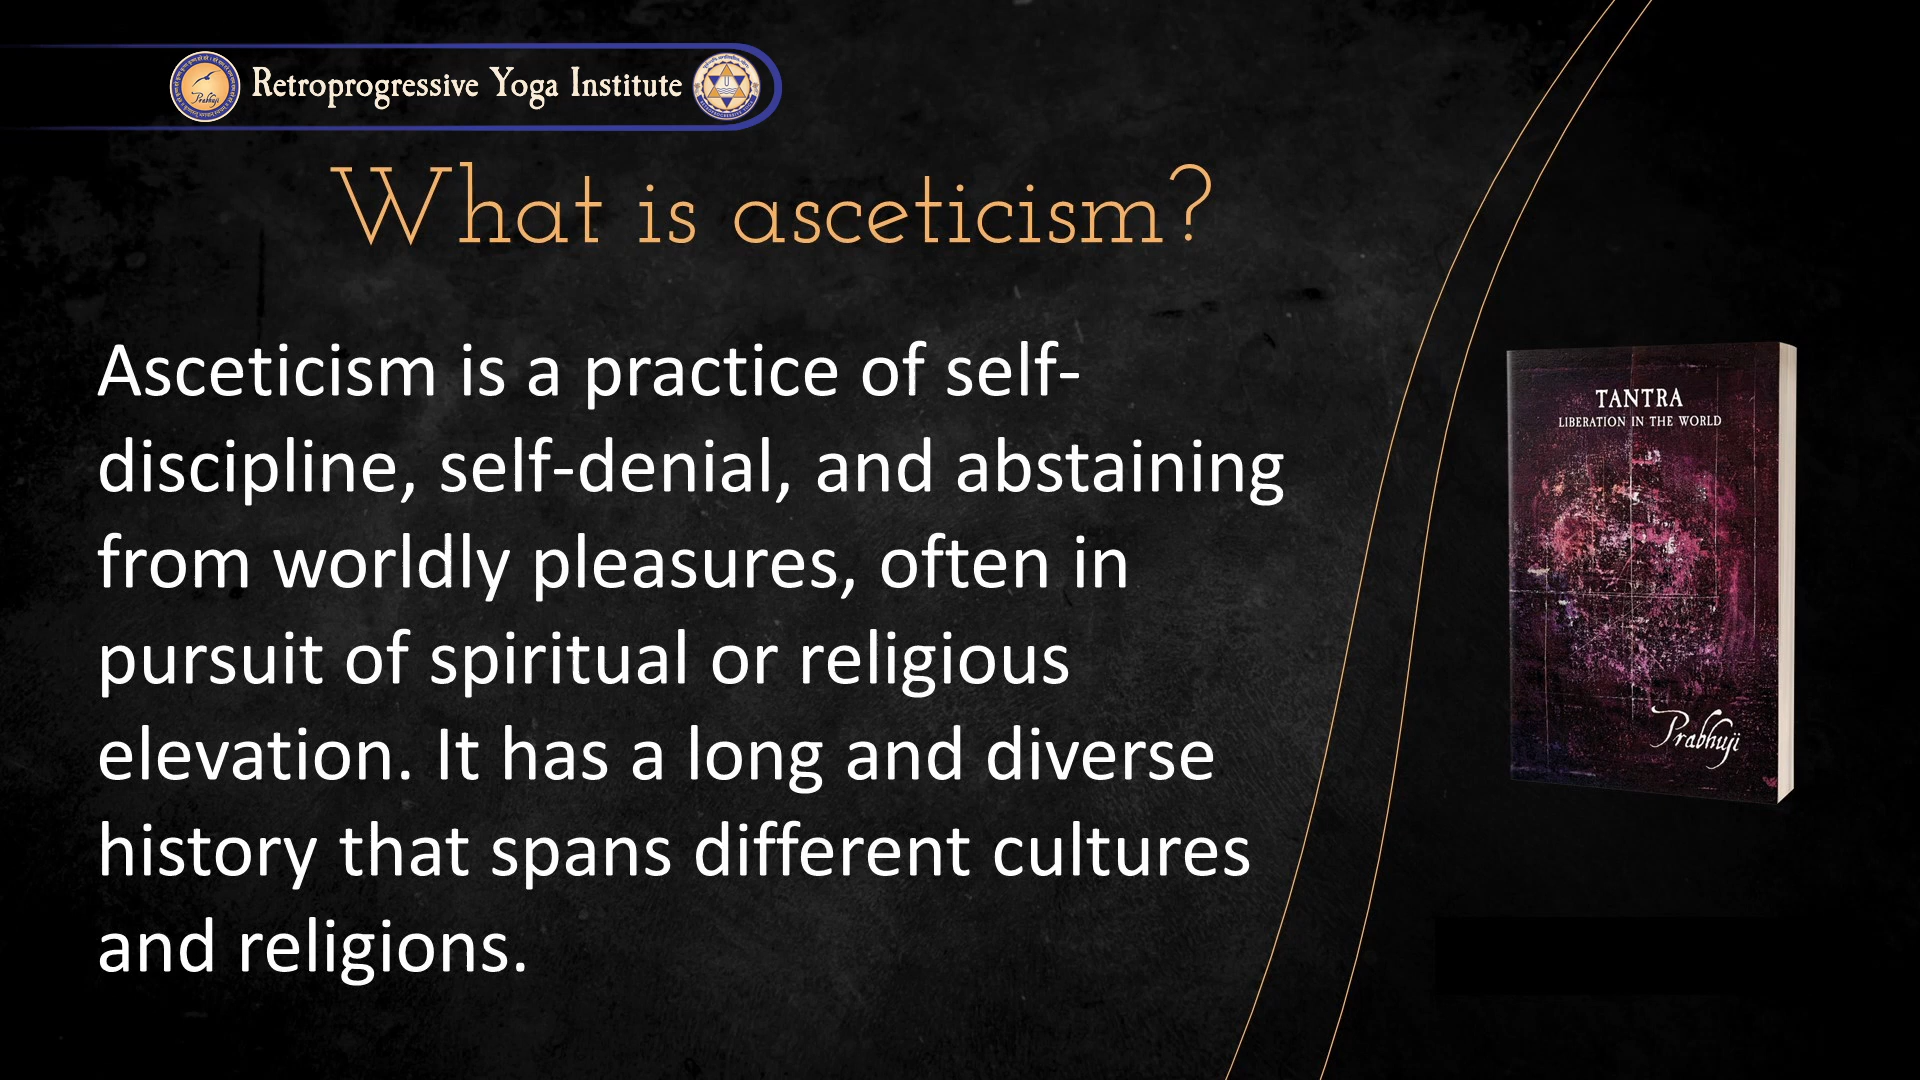 Prabhuji
Retroprogressive Yoga Institute
What is asceticism?
Asceticism is a practice of self-
discipline, self-denial, and abstaining
from worldly pleasures, often in
pursuit of spiritual or religious
elevation. It has a long and diverse
history that spans different cultures
and religions.
TANTRA
LIBERATION IN THE WORLD
Prabhuji